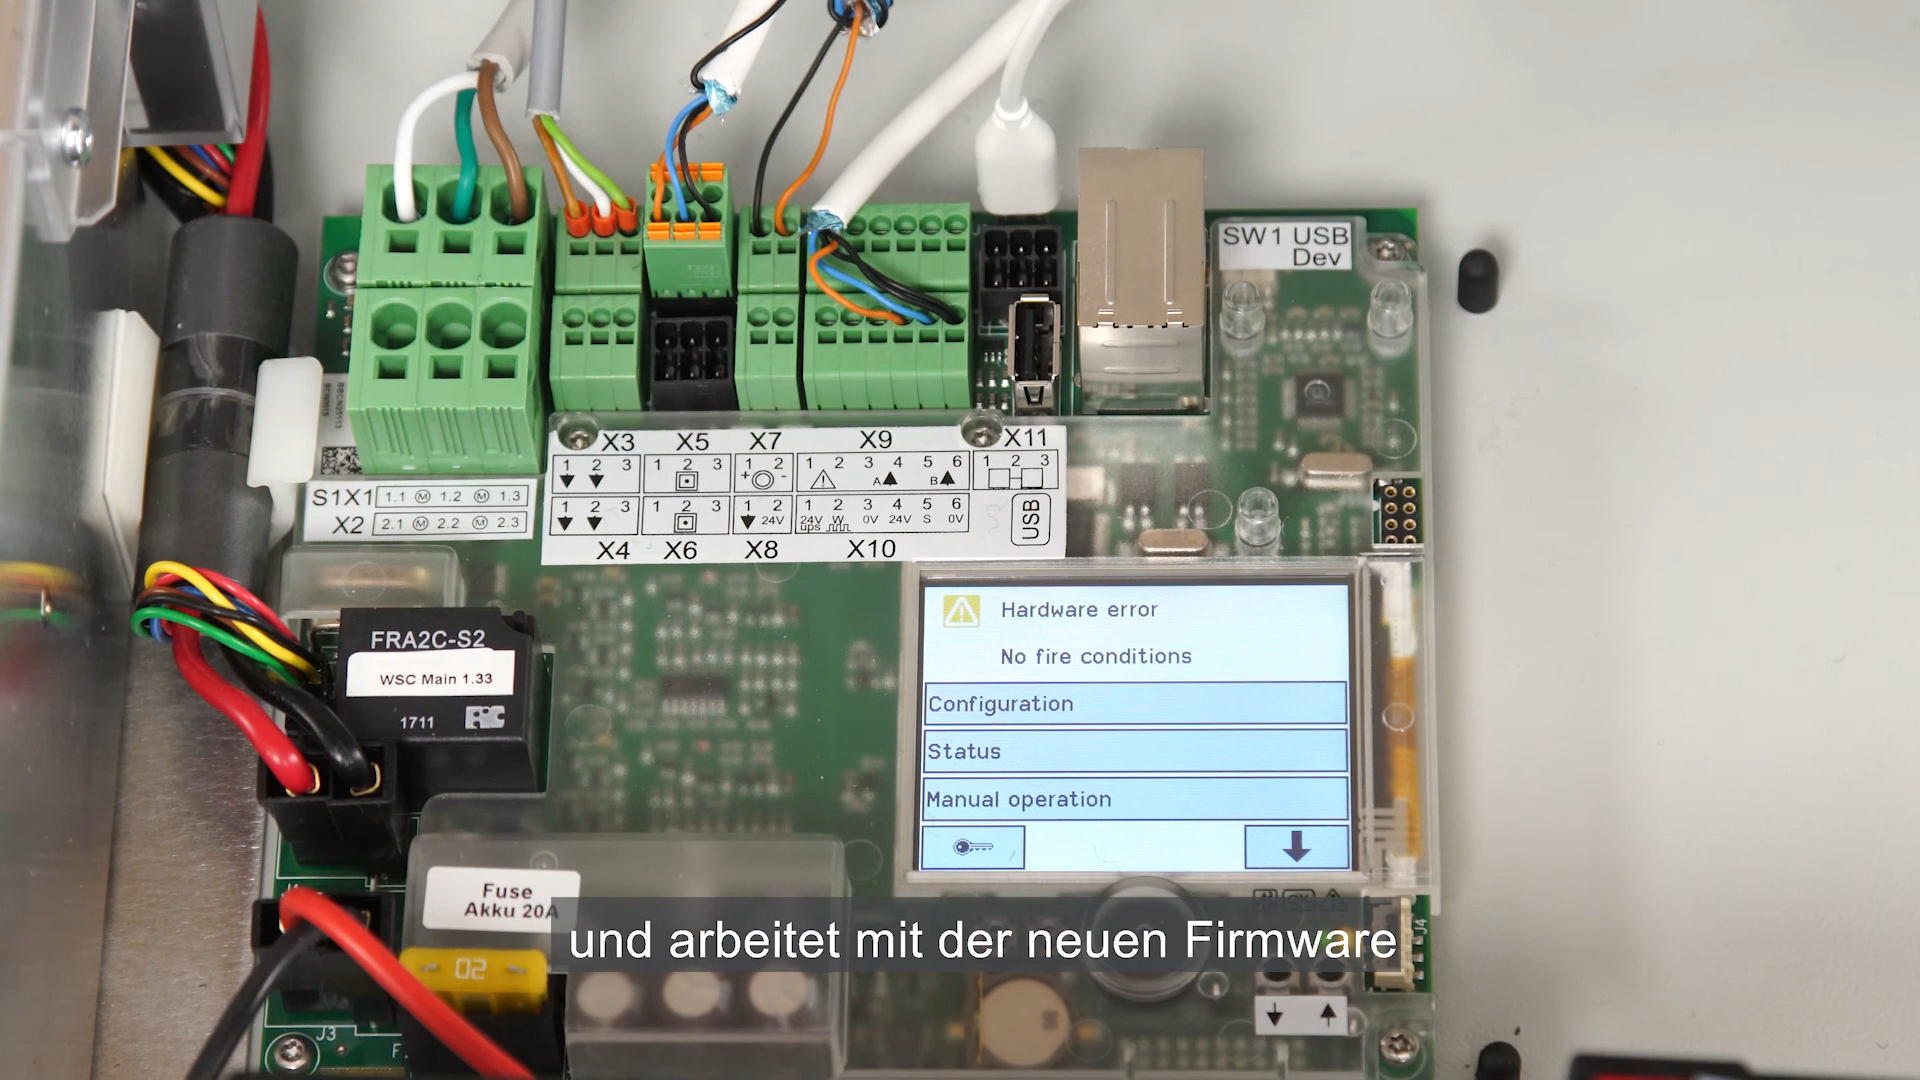 SW1 USB
Dev
X3 X5 X7 X9 X11
1 2 3 1 2 3 1 2 1 2 3 4 5 6 1 2 3
+ - A B
1 2 3 1 2 3 1 2 1 2 3 4 5 6
24V 24V W 0V 24V S 0V
ups
USB
X4 X6 X8 X10
S1X1 1.1 M 1.2 M 1.3
X2 2.1 M 2.2 M 2.3
FRA2C-S2
WSC Main 1.33
1711
Hardware error
No fire conditions
Configuration
Status
Manual operation
Fuse
Akku 20A
OK
J4
20
und arbeitet mit der neuen Firmware
J3
F.